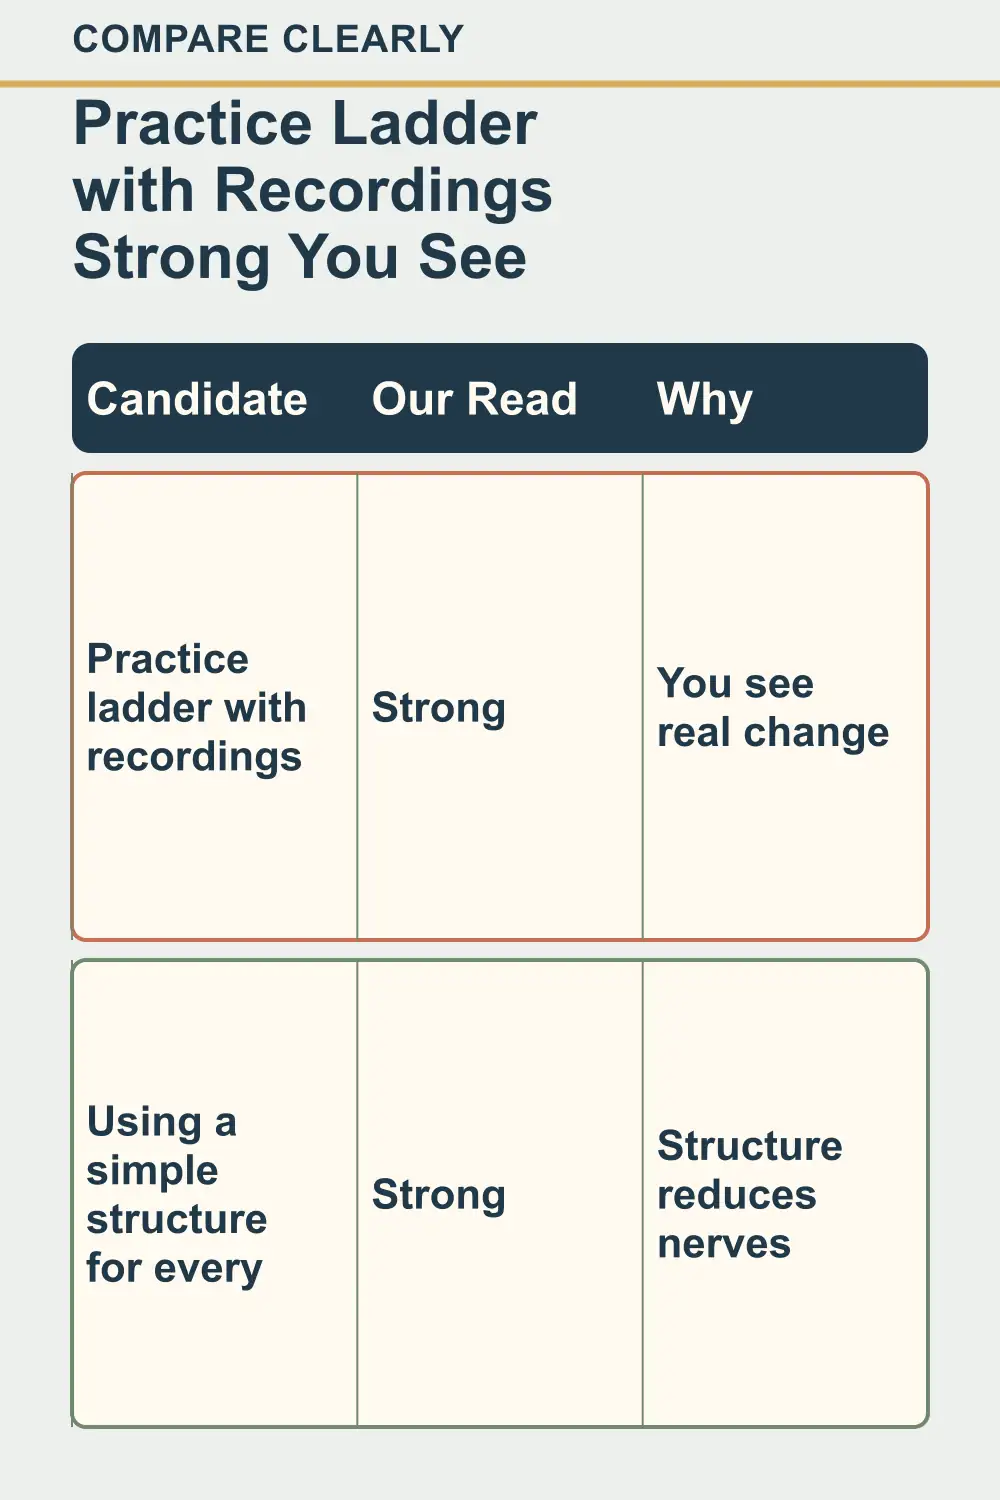 COMPARE CLEARLY
Practice Ladder
with Recordings
Strong You See
Candidate Our Read Why
Practice
ladder with
recordings
Strong
You see
real change
Using a
simple
structure
for every
Strong
Structure
reduces
nerves